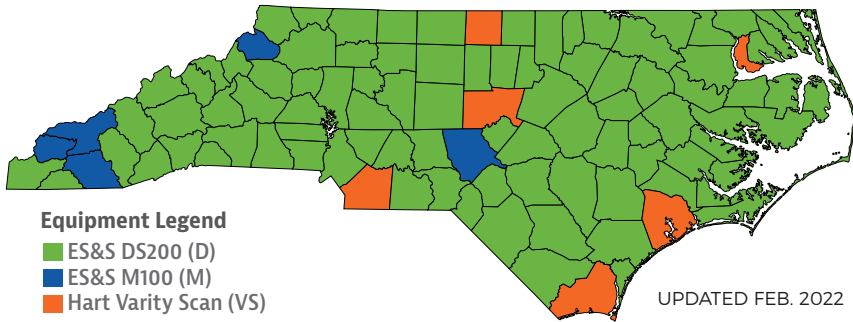 Equipment Legend
ES&S DS200 (D)
ES&S M100 (M)
Hart Varity Scan (VS)
UPDATED FEB. 2022